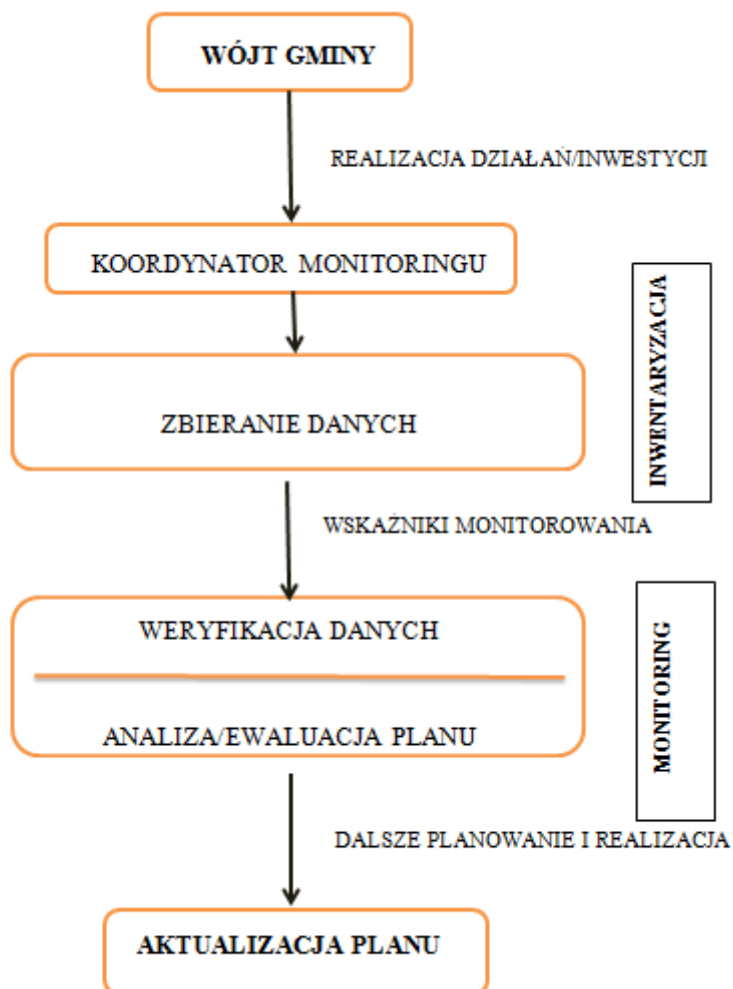 WÓJT GMINY
REALIZACJA DZIAŁAŃ/INWESTYCJI
KOORDYNATOR MONITORINGU
INWENTARYZACJA
ZBIERANIE DANYCH
WSKAŹNIKI MONITOROWANIA
WERYFIKACJA DANYCH
MONITORING
ANALIZA/EWALUACJA PLANU
DALSZE PLANOWANIE I REALIZACJA
AKTUALIZACJA PLANU